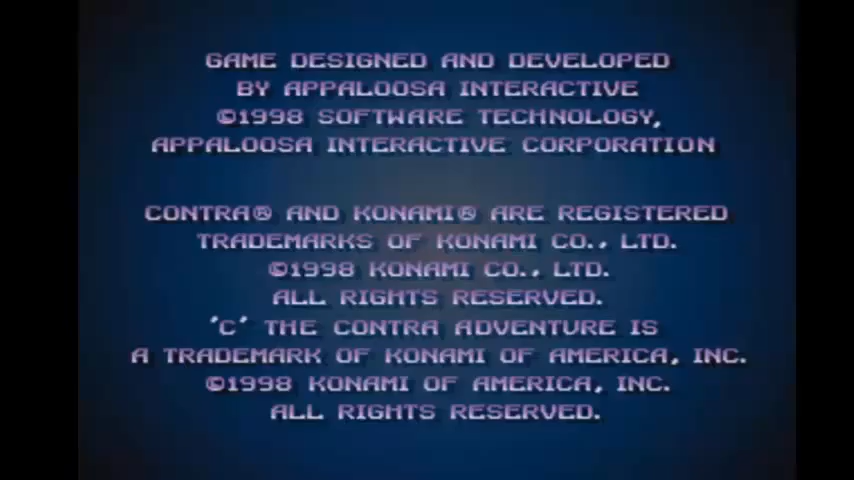 GAME DESIGNED AND DEVELOPED
BY APPALOOSA INTERACTIVE
©1998 SOFTWARE TECHNOLOGY,
APPALOOSA INTERACTIVE CORPORATION
CONTRA® AND KONAMI® ARE REGISTERED
TRADEMARKS OF KONAMI CO., LTD.
©1998 KONAMI CO., LTD.
ALL RIGHTS RESERVED.
'C' THE CONTRA ADVENTURE IS
A TRADEMARK OF KONAMI OF AMERICA, INC.
©1998 KONAMI OF AMERICA, INC.
ALL RIGHTS RESERVED.